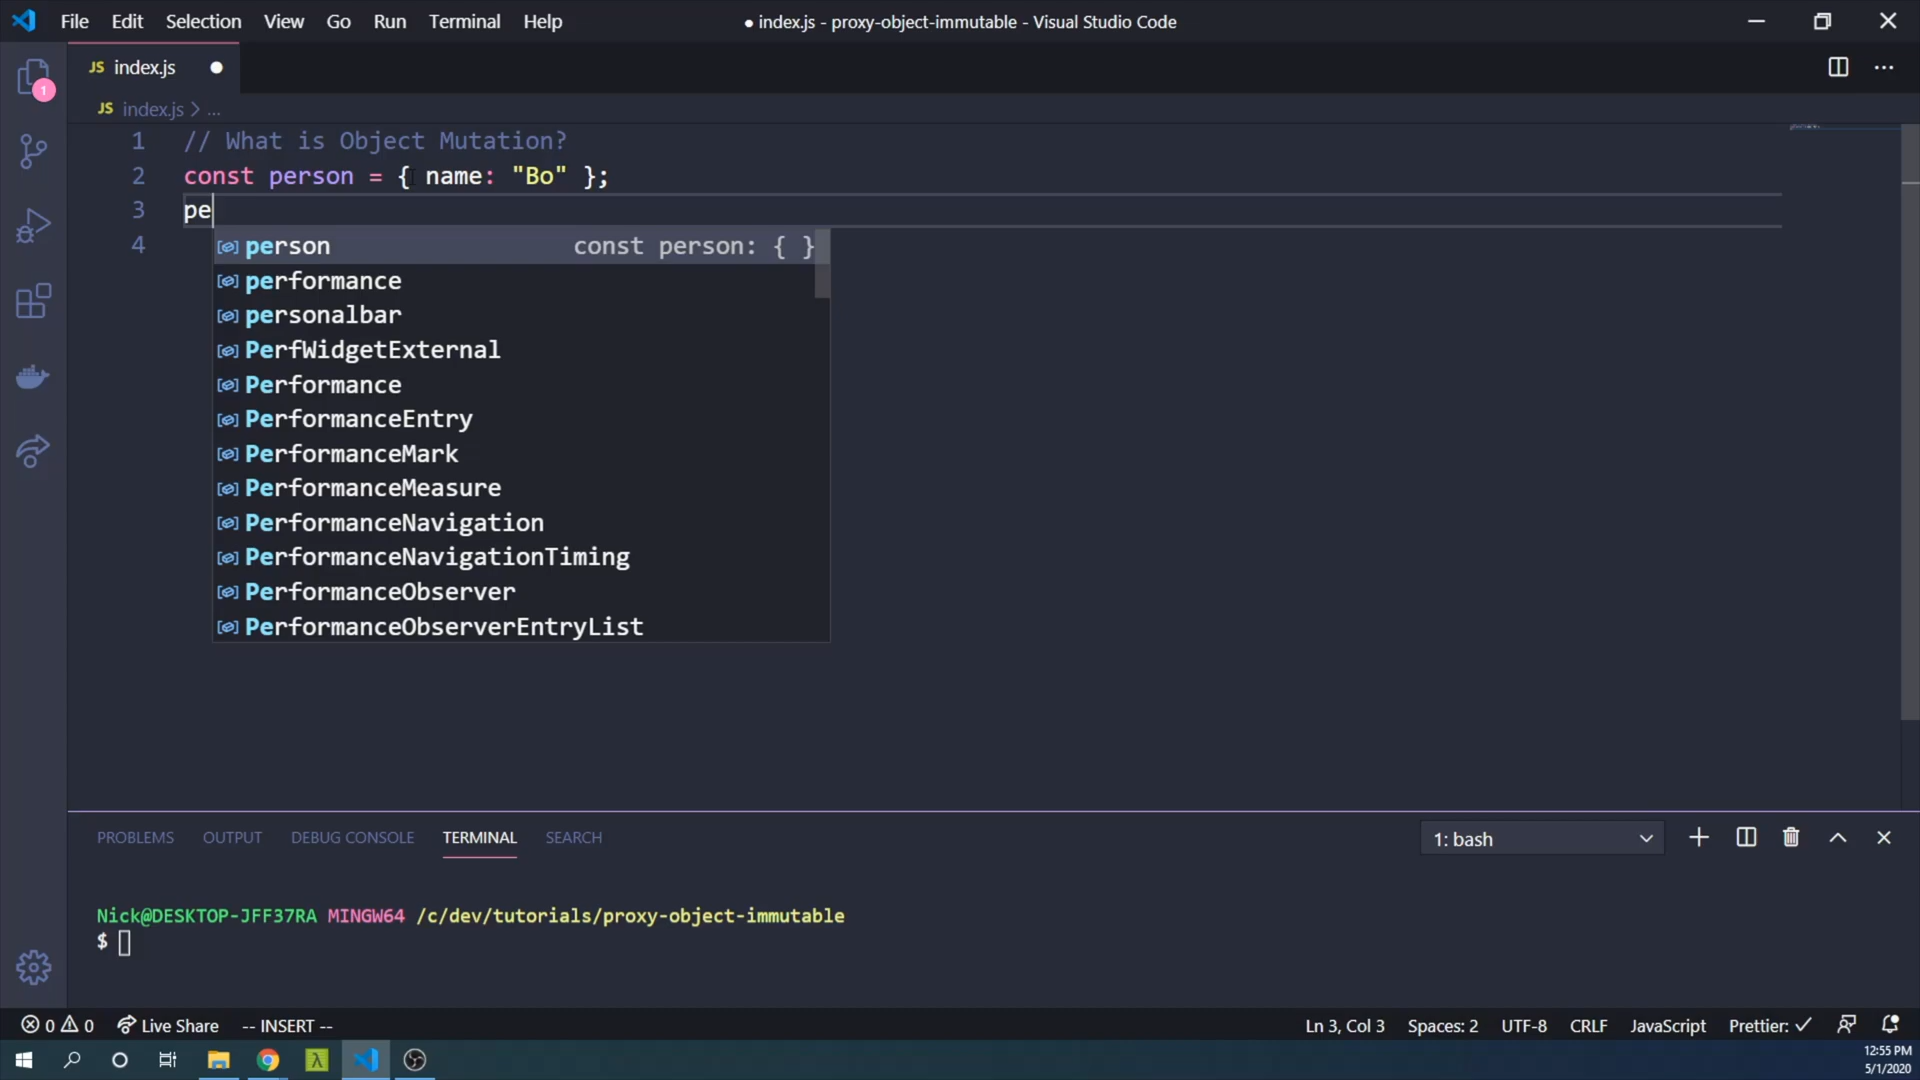 File Edit Selection View Go Run Terminal Help
● index.js - proxy-object-immutable - Visual Studio Code
JS index.js
1
JS index.js > ...
1 // What is Object Mutation?
2 const person = { name: "Bo" };
3 pe
4
person const person: { }
performance
personalbar
PerfWidgetExternal
Performance
PerformanceEntry
PerformanceMark
PerformanceMeasure
PerformanceNavigation
PerformanceNavigationTiming
PerformanceObserver
PerformanceObserverEntryList
PROBLEMS OUTPUT DEBUG CONSOLE TERMINAL SEARCH
1: bash
Nick@DESKTOP-JFF37RA MINGW64 /c/dev/tutorials/proxy-object-immutable
$
0 0 Live Share -- INSERT --
Ln 3, Col 3 Spaces: 2 UTF-8 CRLF JavaScript Prettier: ✓
12:55 PM
5/1/2020